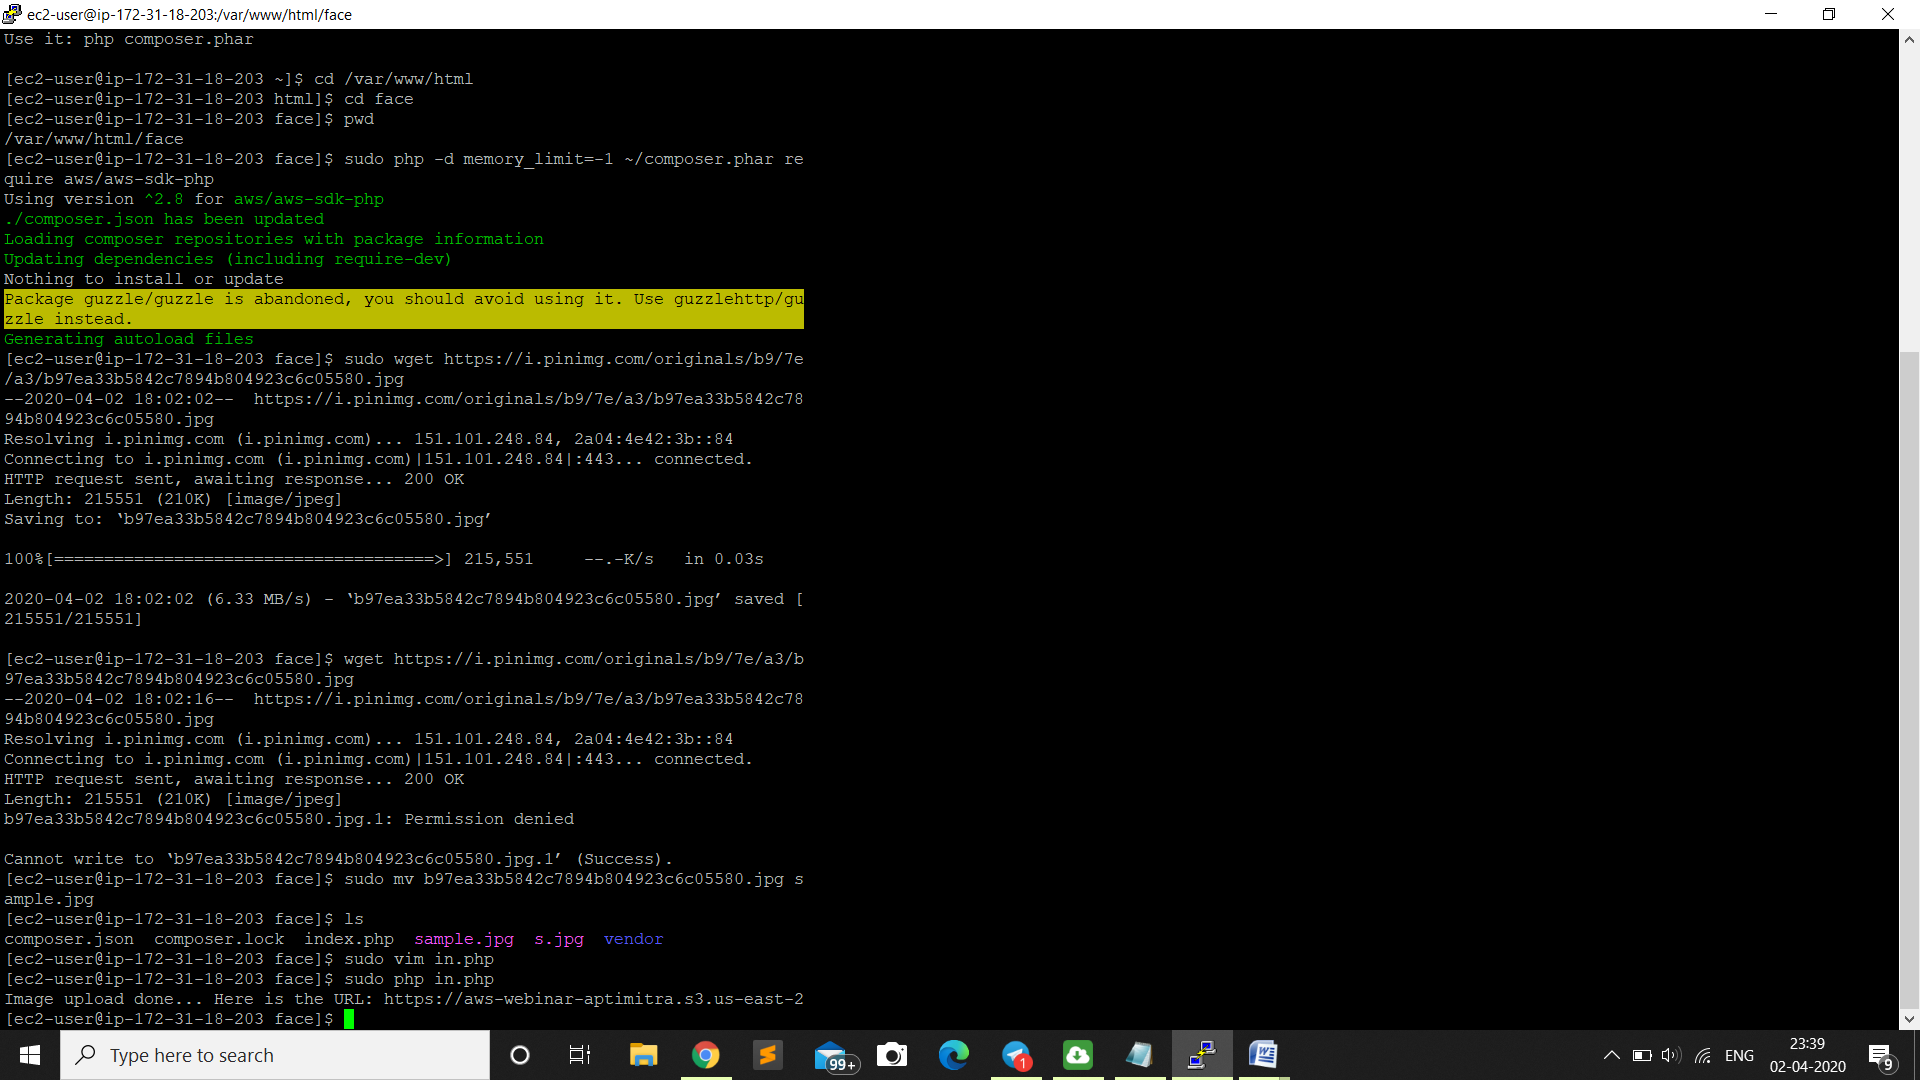 ec2-user@ip-172-31-18-203:/var/www/html/face
Use it: php composer.phar
[ec2-user@ip-172-31-18-203 ~]$ cd /var/www/html
[ec2-user@ip-172-31-18-203 html]$ cd face
[ec2-user@ip-172-31-18-203 face]$ pwd
/var/www/html/face
[ec2-user@ip-172-31-18-203 face]$ sudo php -d memory_limit=-1 ~/composer.phar re
quire aws/aws-sdk-php
Using version ^2.8 for aws/aws-sdk-php
./composer.json has been updated
Loading composer repositories with package information
Updating dependencies (including require-dev)
Nothing to install or update
Package guzzle/guzzle is abandoned, you should avoid using it. Use guzzlehttp/gu
zzle instead.
Generating autoload files
[ec2-user@ip-172-31-18-203 face]$ sudo wget https://i.pinimg.com/originals/b9/7e
/a3/b97ea33b5842c7894b804923c6c05580.jpg
--2020-04-02 18:02:02--  https://i.pinimg.com/originals/b9/7e/a3/b97ea33b5842c78
94b804923c6c05580.jpg
Resolving i.pinimg.com (i.pinimg.com)... 151.101.248.84, 2a04:4e42:3b::84
Connecting to i.pinimg.com (i.pinimg.com)|151.101.248.84|:443... connected.
HTTP request sent, awaiting response... 200 OK
Length: 215551 (210K) [image/jpeg]
Saving to: ‘b97ea33b5842c7894b804923c6c05580.jpg’
100%[======================================>] 215,551     --.-K/s   in 0.03s
2020-04-02 18:02:02 (6.33 MB/s) - ‘b97ea33b5842c7894b804923c6c05580.jpg’ saved [
215551/215551]
[ec2-user@ip-172-31-18-203 face]$ wget https://i.pinimg.com/originals/b9/7e/a3/b
97ea33b5842c7894b804923c6c05580.jpg
--2020-04-02 18:02:16--  https://i.pinimg.com/originals/b9/7e/a3/b97ea33b5842c78
94b804923c6c05580.jpg
Resolving i.pinimg.com (i.pinimg.com)... 151.101.248.84, 2a04:4e42:3b::84
Connecting to i.pinimg.com (i.pinimg.com)|151.101.248.84|:443... connected.
HTTP request sent, awaiting response... 200 OK
Length: 215551 (210K) [image/jpeg]
b97ea33b5842c7894b804923c6c05580.jpg.1: Permission denied
Cannot write to ‘b97ea33b5842c7894b804923c6c05580.jpg.1’ (Success).
[ec2-user@ip-172-31-18-203 face]$ sudo mv b97ea33b5842c7894b804923c6c05580.jpg s
ample.jpg
[ec2-user@ip-172-31-18-203 face]$ ls
composer.json  composer.lock  index.php  sample.jpg  s.jpg  vendor
[ec2-user@ip-172-31-18-203 face]$ sudo vim in.php
[ec2-user@ip-172-31-18-203 face]$ sudo php in.php
Image upload done... Here is the URL: https://aws-webinar-aptimitra.s3.us-east-2
[ec2-user@ip-172-31-18-203 face]$
Type here to search
99+
1
ENG
23:39
02-04-2020
9